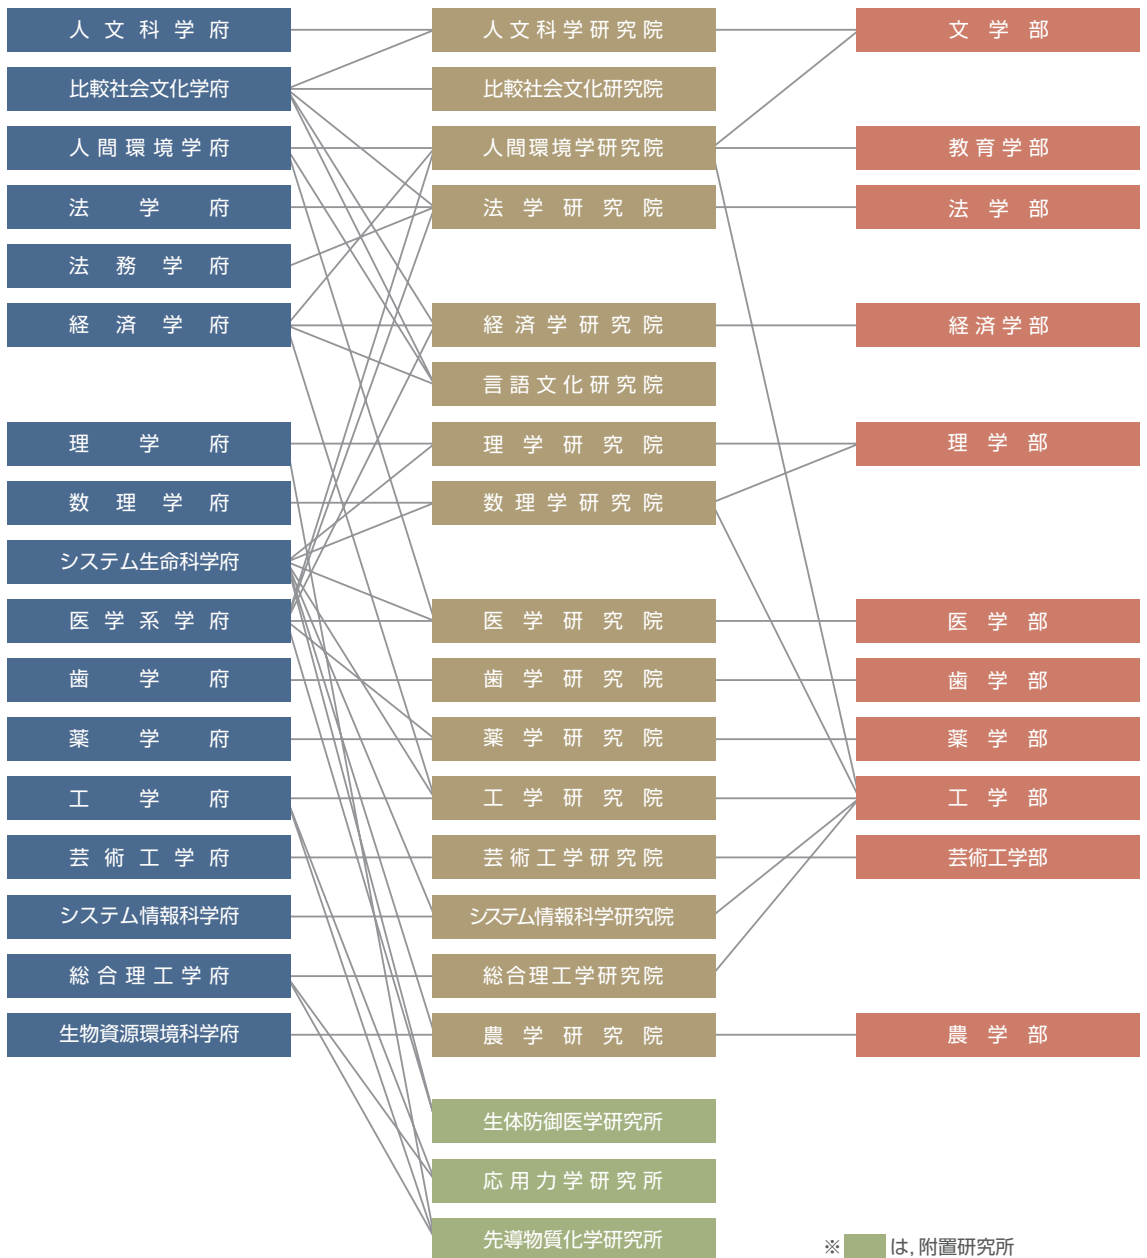 人文科学府
人文科学研究院
文学部
比較社会文化学府
比較社会文化研究院
人間環境学府
人間環境学研究院
教育学部
法学府
法学研究院
法学部
法務学府
経済学府
経済学研究院
経済学部
言語文化研究院
理学府
理学研究院
理学部
数理学府
数理学研究院
システム生命科学府
医学系学府
医学研究院
医学部
歯学府
歯学研究院
歯学部
薬学府
薬学研究院
薬学部
工学府
工学研究院
工学部
芸術工学府
芸術工学研究院
芸術工学部
システム情報科学府
システム情報科学研究院
総合理工学府
総合理工学研究院
生物資源環境科学府
農学研究院
農学部
生体防御医学研究所
応用力学研究所
先導物質化学研究所
※ は, 附置研究所